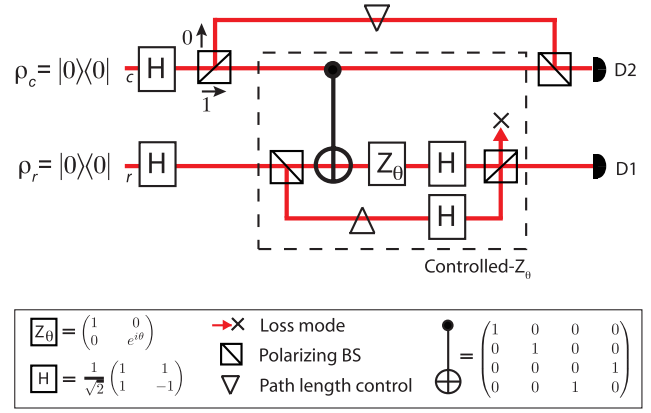 0
ρc = |0⟩⟨0| c H 1 D2
ρr = |0⟩⟨0| r H Zθ H D1
H
Controlled-Zθ
Zθ = (1 0 0 e^iθ)
H = 1/√2 (1 1 1 -1)
Loss mode
Polarizing BS
Path length control
= (1 0 0 0
0 1 0 0
0 0 0 1
0 0 1 0)